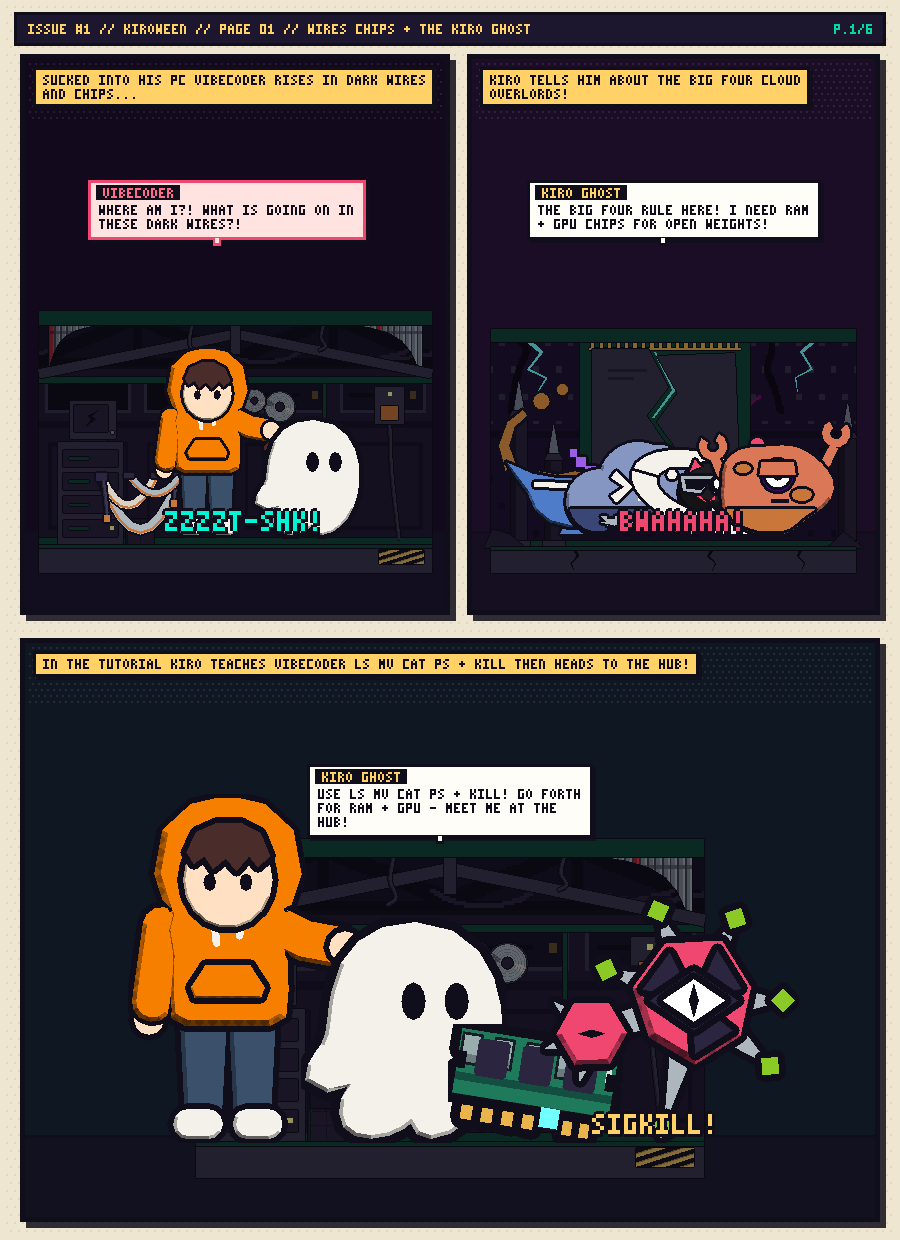 ISSUE #1 // KIROWEEN // PAGE 01 // WIRES CHIPS + THE KIRO GHOST
P.1/6
SUCKED INTO HIS PC VIBECODER RISES IN DARK WIRES
AND CHIPS...
VIBECODER
WHERE AM I?! WHAT IS GOING ON IN
THESE DARK WIRES?!
ZZZZT-SHK!
KIRO TELLS HIM ABOUT THE BIG FOUR CLOUD
OVERLORDS!
KIRO GHOST
THE BIG FOUR RULE HERE! I NEED RAM
+ GPU CHIPS FOR OPEN WEIGHTS!
BWAHAHA!
IN THE TUTORIAL KIRO TEACHES VIBECODER LS MV CAT PS + KILL THEN HEADS TO THE HUB!
KIRO GHOST
USE LS MV CAT PS + KILL! GO FORTH
FOR RAM + GPU - MEET ME AT THE
HUB!
SIGKILL!